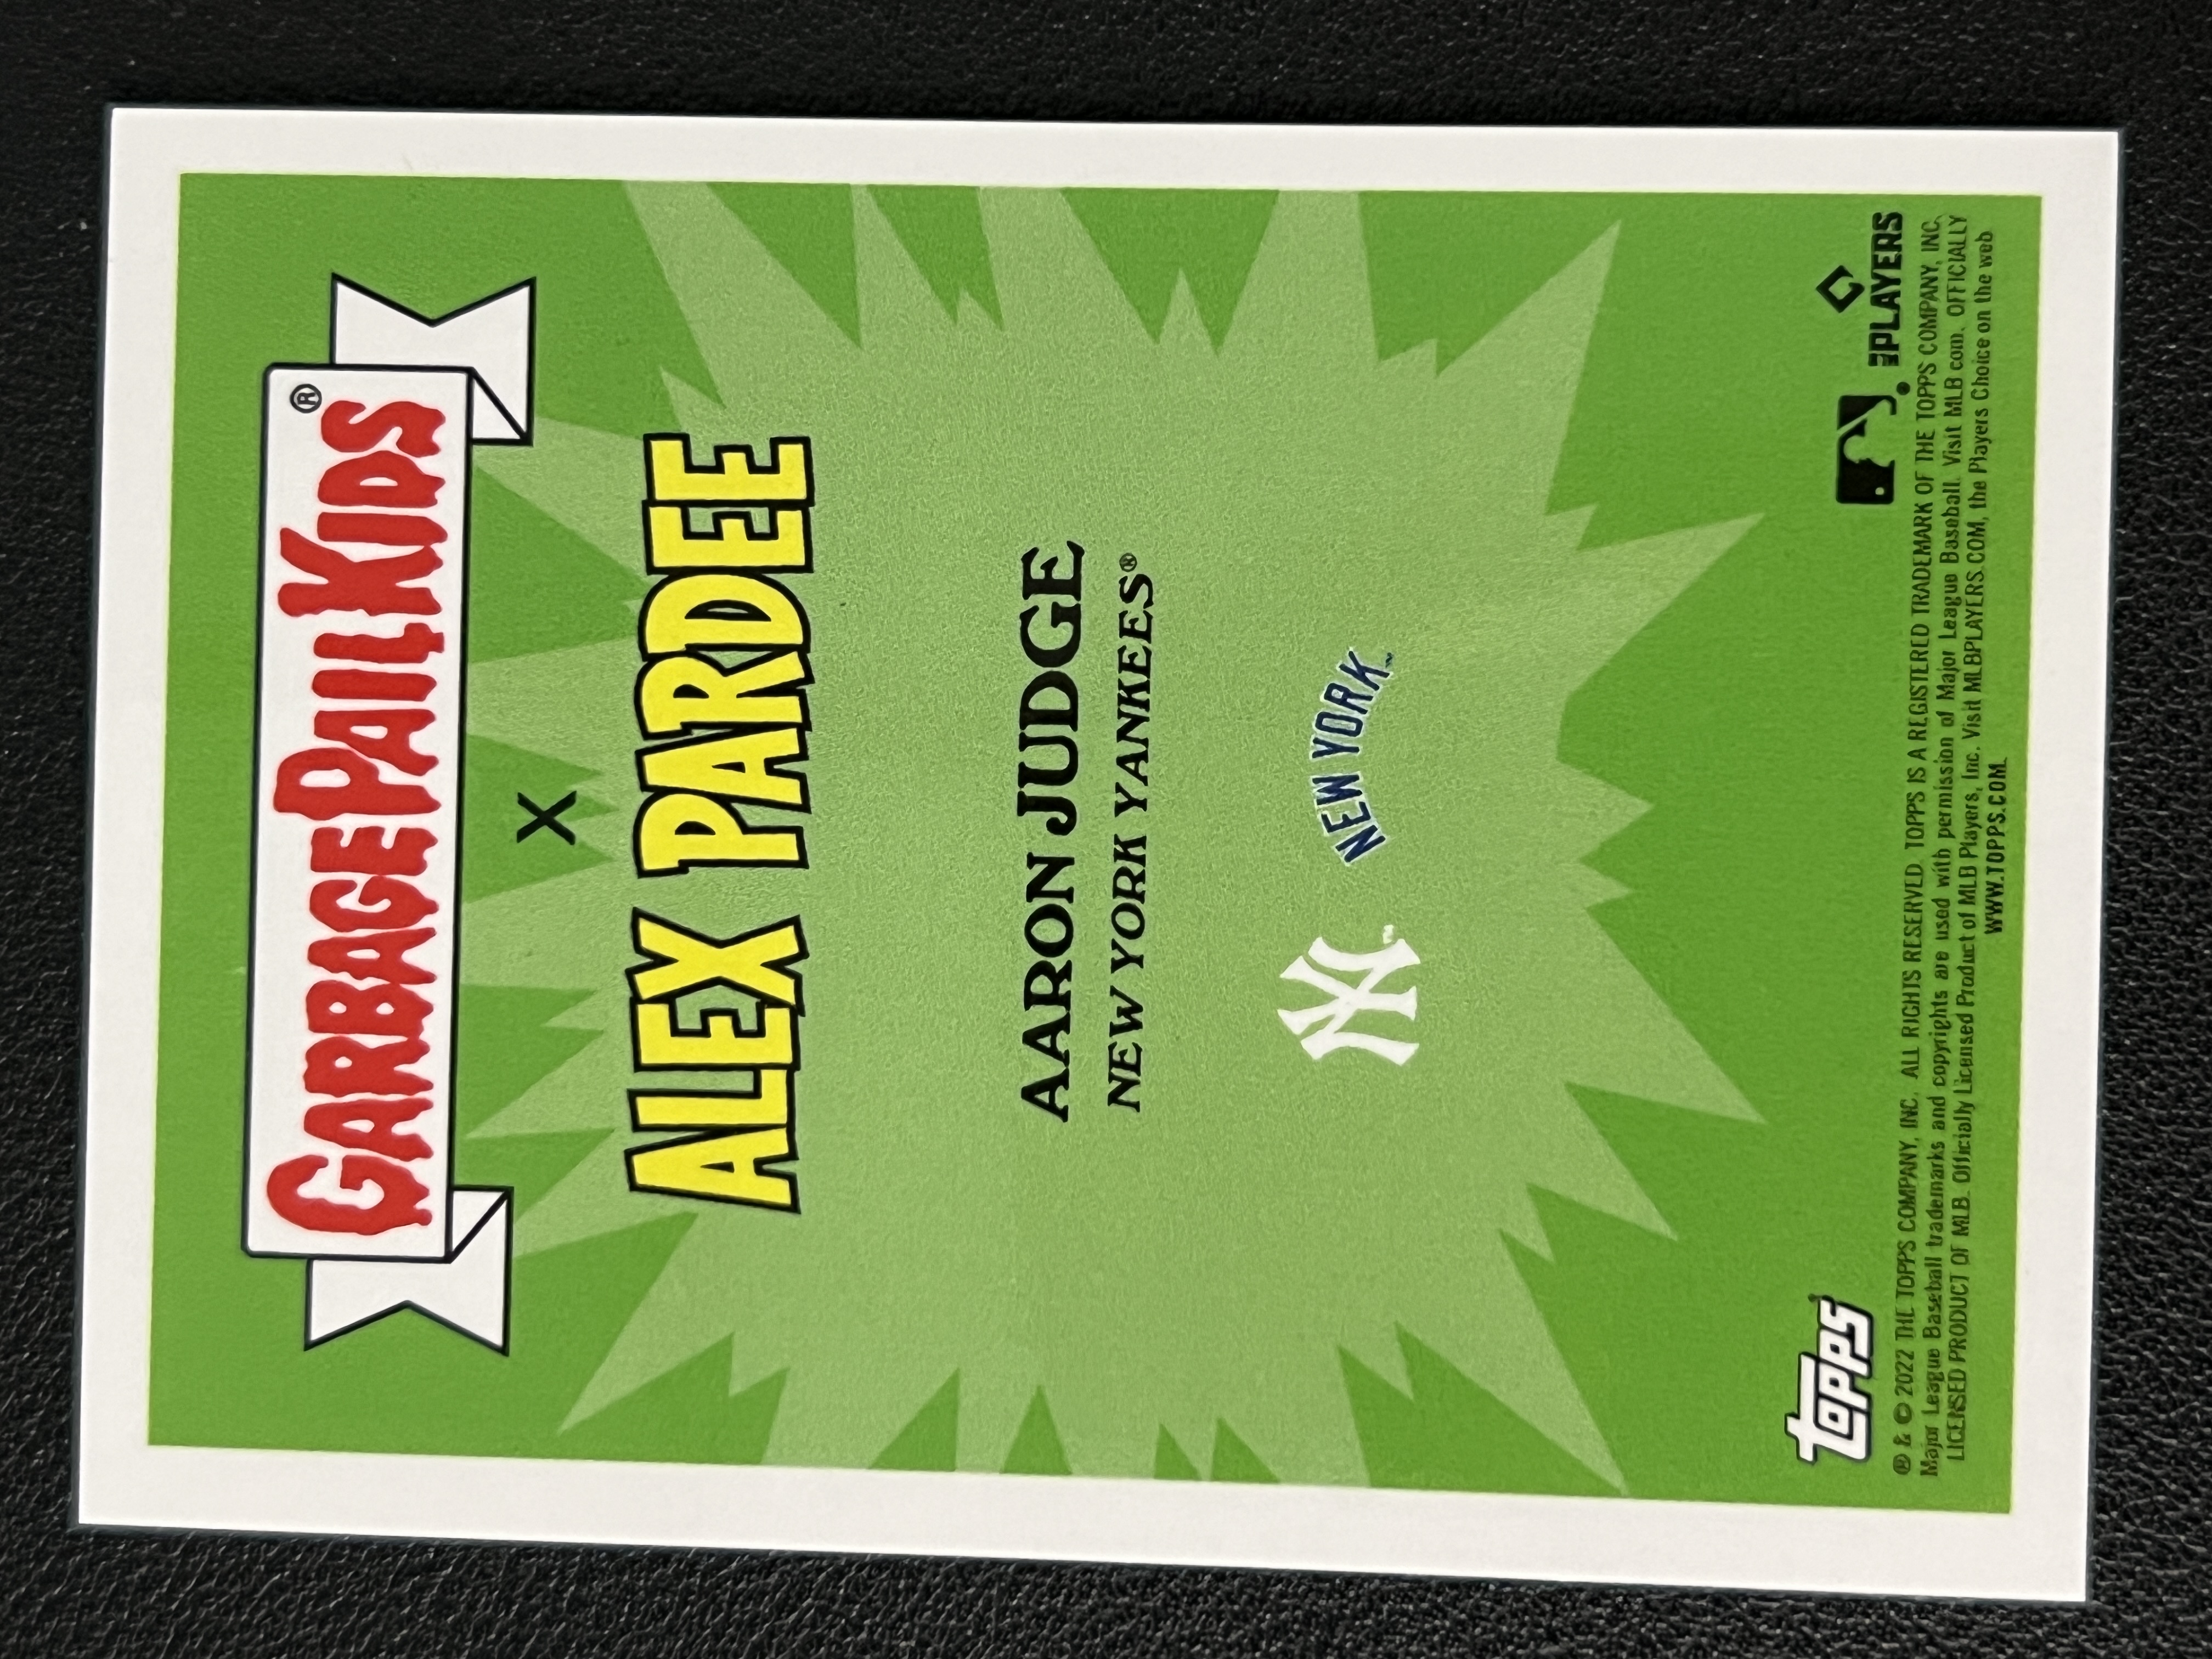 GARBAGE PAIL KIDS®
X
ALEX PARDEE
AARON JUDGE
NEW YORK YANKEES®
NY™ NEW YORK™
topps® MLB PLAYERS
® & © 2022 THE TOPPS COMPANY, INC. ALL RIGHTS RESERVED. TOPPS IS A REGISTERED TRADEMARK OF THE TOPPS COMPANY, INC.
Major League Baseball trademarks and copyrights are used with permission of Major League Baseball. Visit MLB.com. OFFICIALLY
LICENSED PRODUCT OF MLB. Officially Licensed Product of MLB Players, Inc. Visit MLBPLAYERS.COM, the Players Choice on the web
WWW.TOPPS.COM